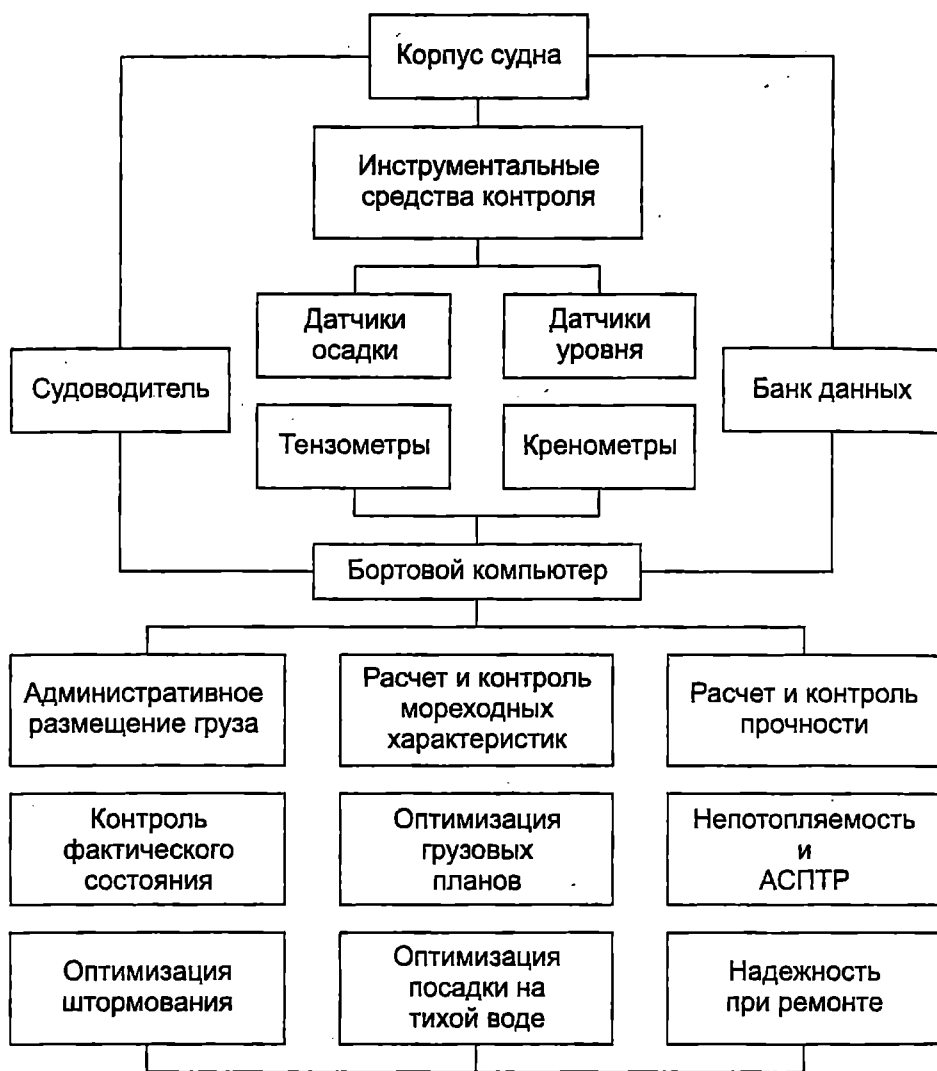 Корпус судна
Инструментальные
средства контроля
Датчики
осадки
Датчики
уровня
Судоводитель
Банк данных
Тензометры
Кренометры
Бортовой компьютер
Административное
размещение груза
Расчет и контроль
мореходных
характеристик
Расчет и контроль
прочности
Контроль
фактического
состояния
Оптимизация
грузовых
планов
Непотопляемость
и
АСПТР
Оптимизация
штормования
Оптимизация
посадки на
тихой воде
Надежность
при ремонте